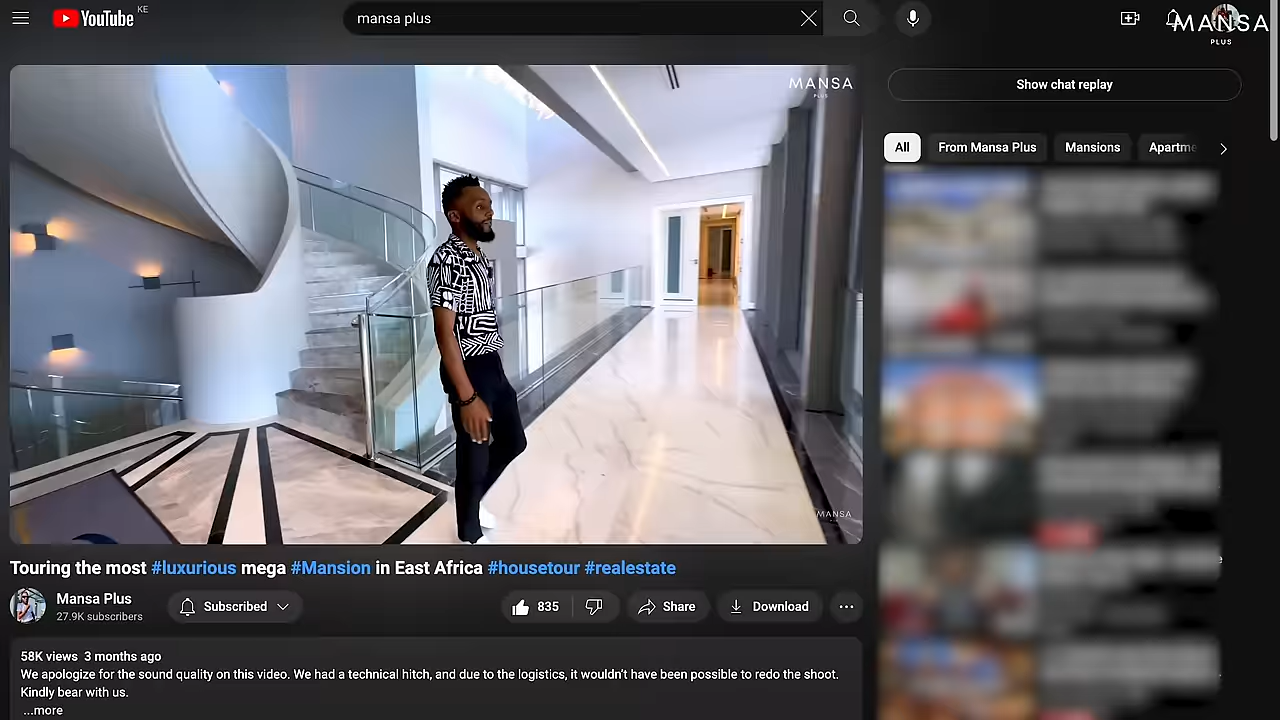 YouTube KE
mansa plus
MANSA
PLUS
MANSA
PLUS
Show chat replay
All
From Mansa Plus
Mansions
Apartme
MANSA
Touring the most #luxurious mega #Mansion in East Africa #housetour #realestate
Mansa Plus
27.9K subscribers
Subscribed
835
Share
Download
58K views 3 months ago
We apologize for the sound quality on this video. We had a technical hitch, and due to the logistics, it wouldn't have been possible to redo the shoot.
Kindly bear with us.
...more